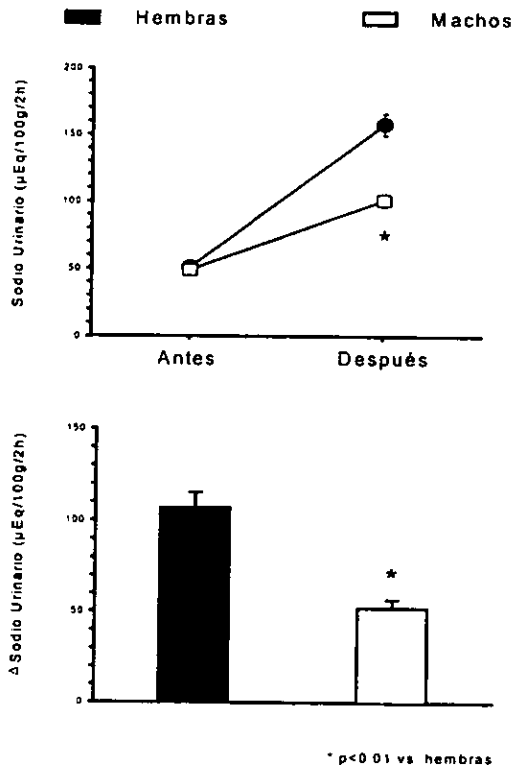 Hembras Machos
Sodio Urinario (µEq/100g/2h)
200
150
100
50
0
*
Antes Después
Δ Sodio Urinario (µEq/100g/2h)
150
100
50
0
*
* p<0 01 vs hembras